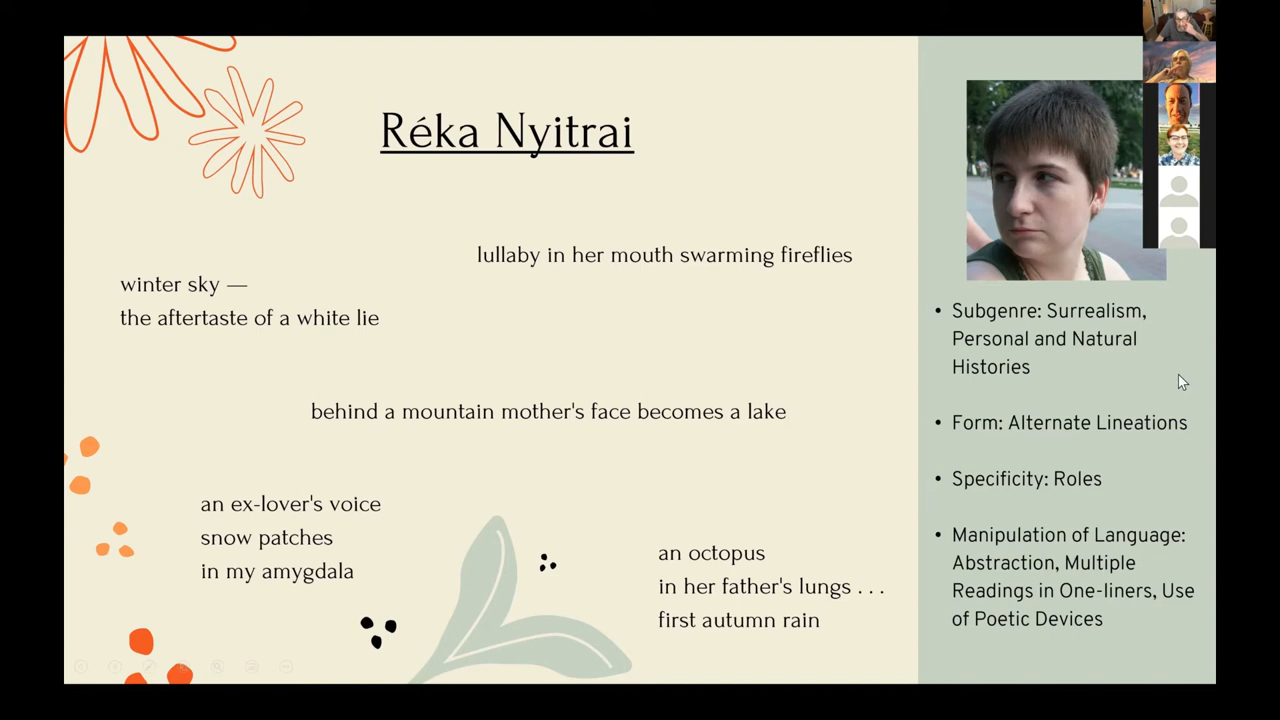 Réka Nyitrai
lullaby in her mouth swarming fireflies
winter sky —
the aftertaste of a white lie
behind a mountain mother's face becomes a lake
an ex-lover's voice
snow patches
in my amygdala
an octopus
in her father's lungs . . .
first autumn rain
• Subgenre: Surrealism,
Personal and Natural
Histories
• Form: Alternate Lineations
• Specificity: Roles
• Manipulation of Language:
Abstraction, Multiple
Readings in One-liners, Use
of Poetic Devices